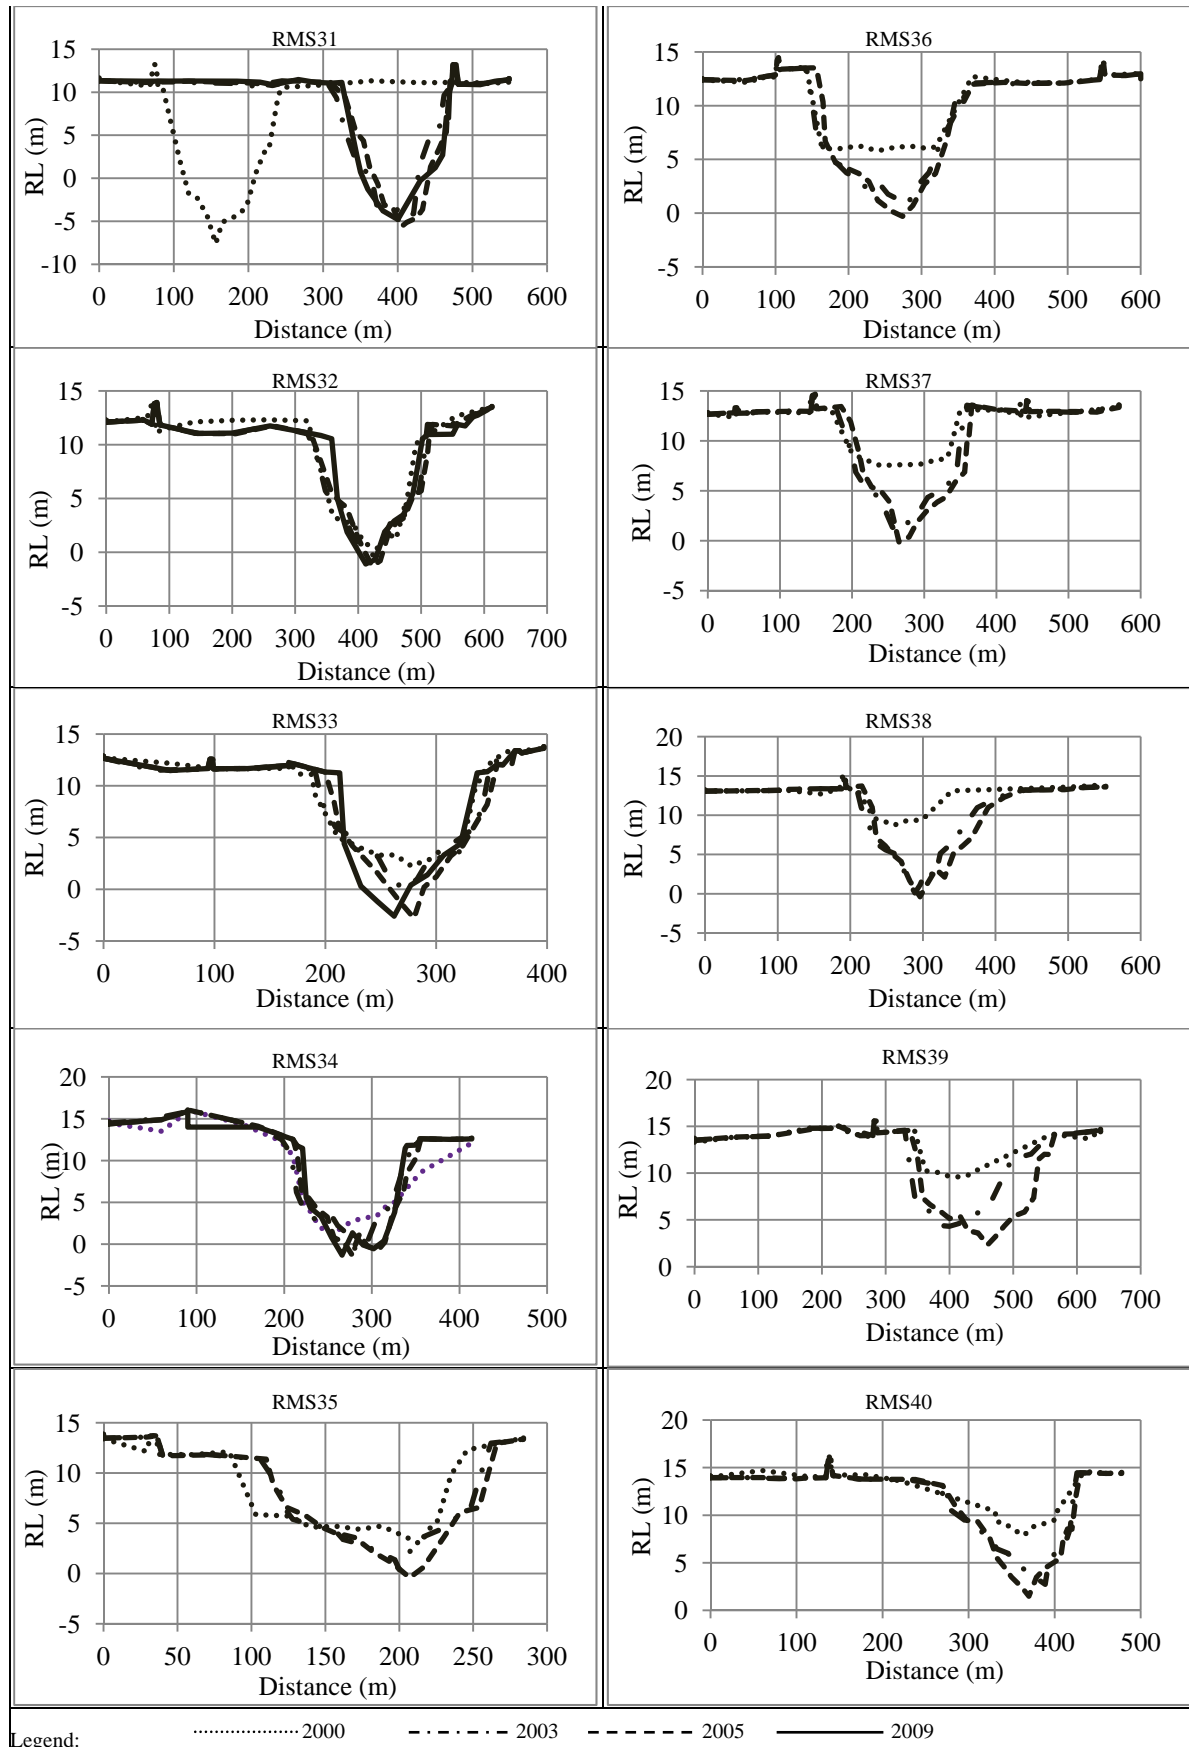 RMS31
15
10
5
0
-5
-10
RL (m)
0 100 200 300 400 500 600
Distance (m)
RMS36
15
10
5
0
-5
RL (m)
0 100 200 300 400 500 600
Distance (m)
RMS32
15
10
5
0
-5
RL (m)
0 100 200 300 400 500 600 700
Distance (m)
RMS37
15
10
5
0
-5
RL (m)
0 100 200 300 400 500 600
Distance (m)
RMS33
15
10
5
0
-5
RL (m)
0 100 200 300 400
Distance (m)
RMS38
20
15
10
5
0
-5
RL (m)
0 100 200 300 400 500 600
Distance (m)
RMS34
20
15
10
5
0
-5
RL (m)
0 100 200 300 400 500
Distance (m)
RMS39
20
15
10
5
0
RL (m)
0 100 200 300 400 500 600 700
Distance (m)
RMS35
15
10
5
0
-5
RL (m)
0 50 100 150 200 250 300
Distance (m)
RMS40
20
15
10
5
0
RL (m)
0 100 200 300 400 500
Distance (m)
Legend: 2000 2003 2005 2009